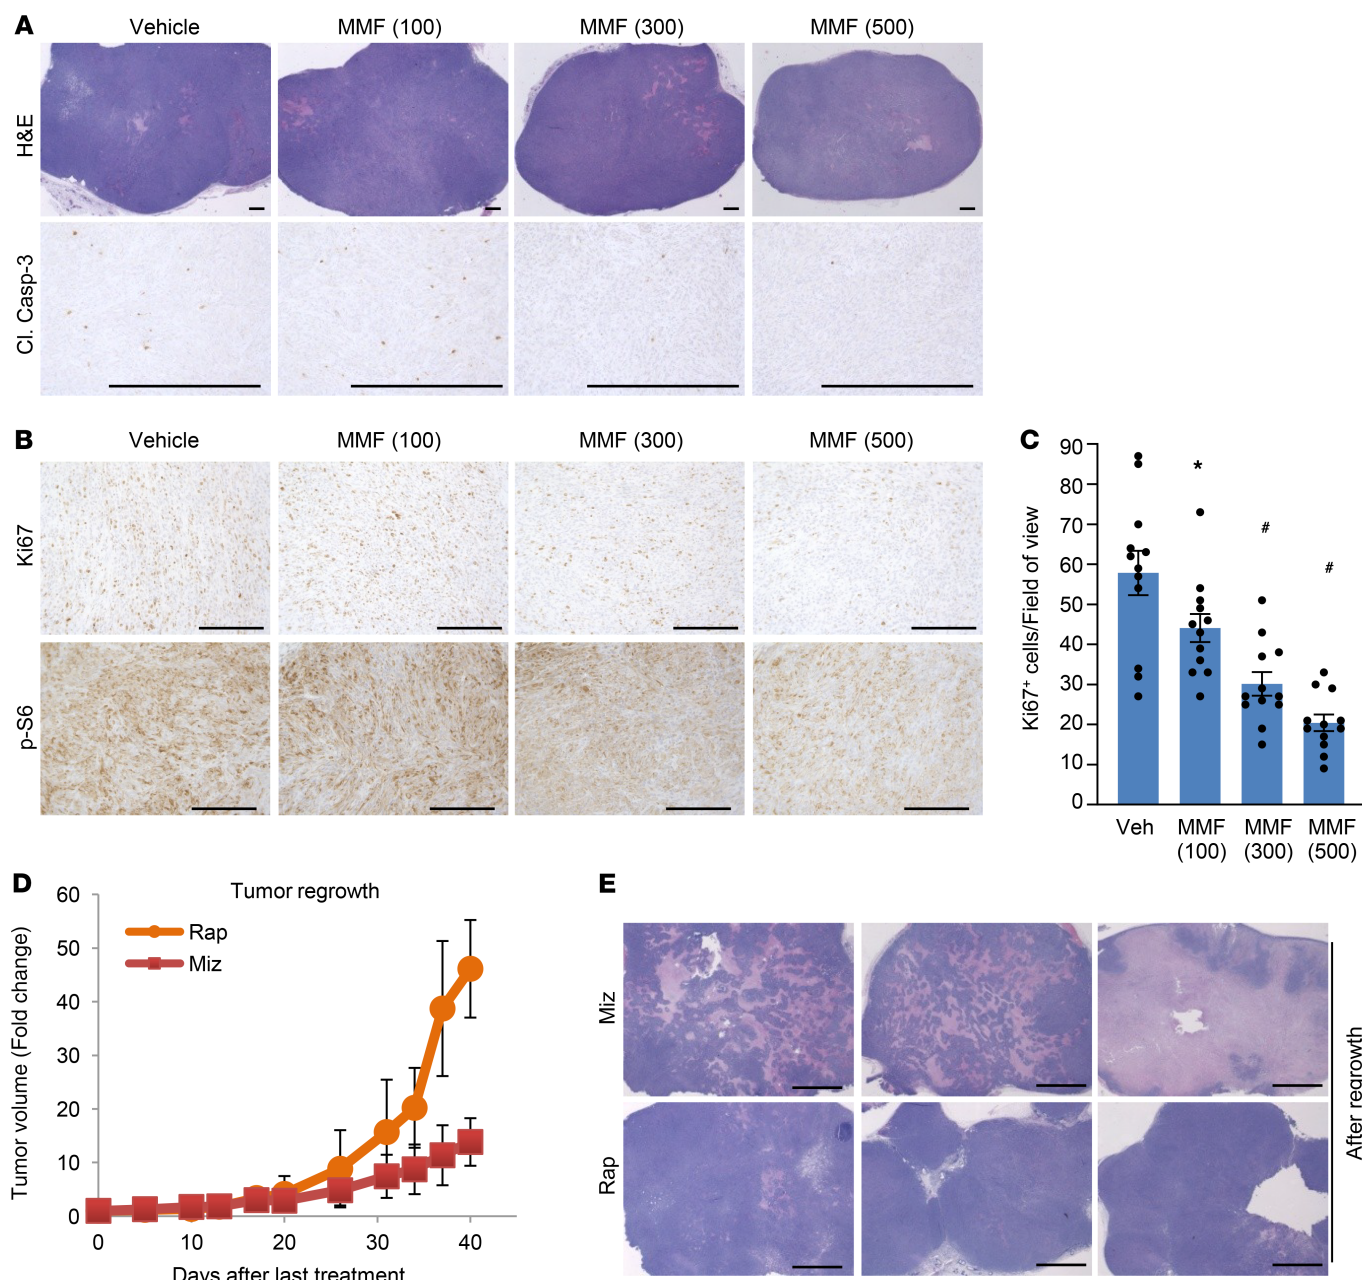 A
Vehicle
MMF (100)
MMF (300)
MMF (500)
H&E
Cl. Casp-3
B
Vehicle
MMF (100)
MMF (300)
MMF (500)
Ki67
p-S6
C
Ki67+ cells/Field of view
90
80
70
60
50
40
30
20
10
0
*
#
#
Veh
MMF
(100)
MMF
(300)
MMF
(500)
D
Tumor regrowth
Tumor volume (Fold change)
60
50
40
30
20
10
0
Rap
Miz
0
10
20
30
40
Days after last treatment
E
Miz
Rap
After regrowth